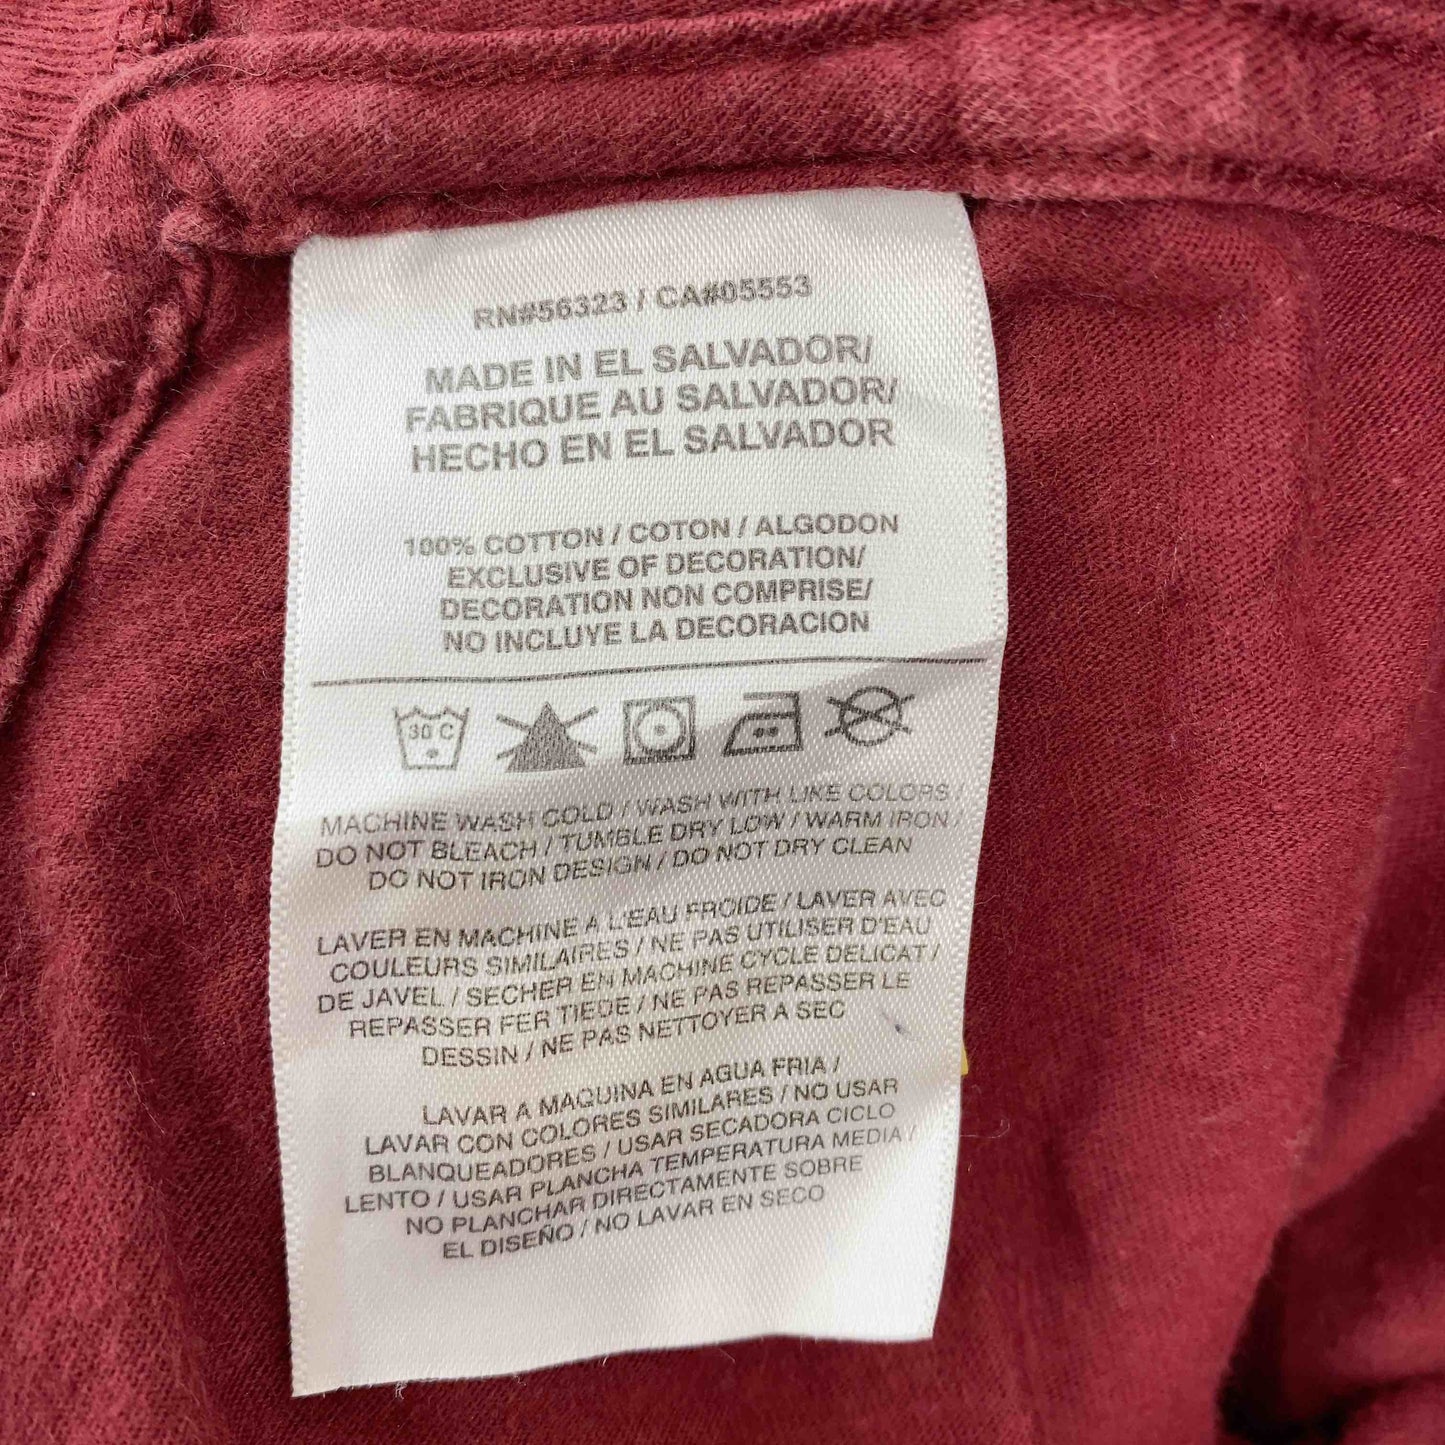 RN#56323 / CA#05553
MADE IN EL SALVADOR/
FABRIQUE AU SALVADOR/
HECHO EN EL SALVADOR
100% COTTON / COTON / ALGODON
EXCLUSIVE OF DECORATION/
DECORATION NON COMPRISE/
NO INCLUYE LA DECORACION
30°C
MACHINE WASH COLD / WASH WITH LIKE COLORS /
DO NOT BLEACH / TUMBLE DRY LOW / WARM IRON /
DO NOT IRON DESIGN / DO NOT DRY CLEAN
LAVER EN MACHINE A L'EAU FROIDE / LAVER AVEC
COULEURS SIMILAIRES / NE PAS UTILISER D'EAU
DE JAVEL / SECHER EN MACHINE CYCLE DELICAT /
REPASSER FER TIEDE / NE PAS REPASSER LE
DESSIN / NE PAS NETTOYER A SEC
LAVAR A MAQUINA EN AGUA FRIA /
LAVAR CON COLORES SIMILARES / NO USAR
BLANQUEADORES / USAR SECADORA CICLO
LENTO / USAR PLANCHA TEMPERATURA MEDIA /
NO PLANCHAR DIRECTAMENTE SOBRE
EL DISEÑO / NO LAVAR EN SECO